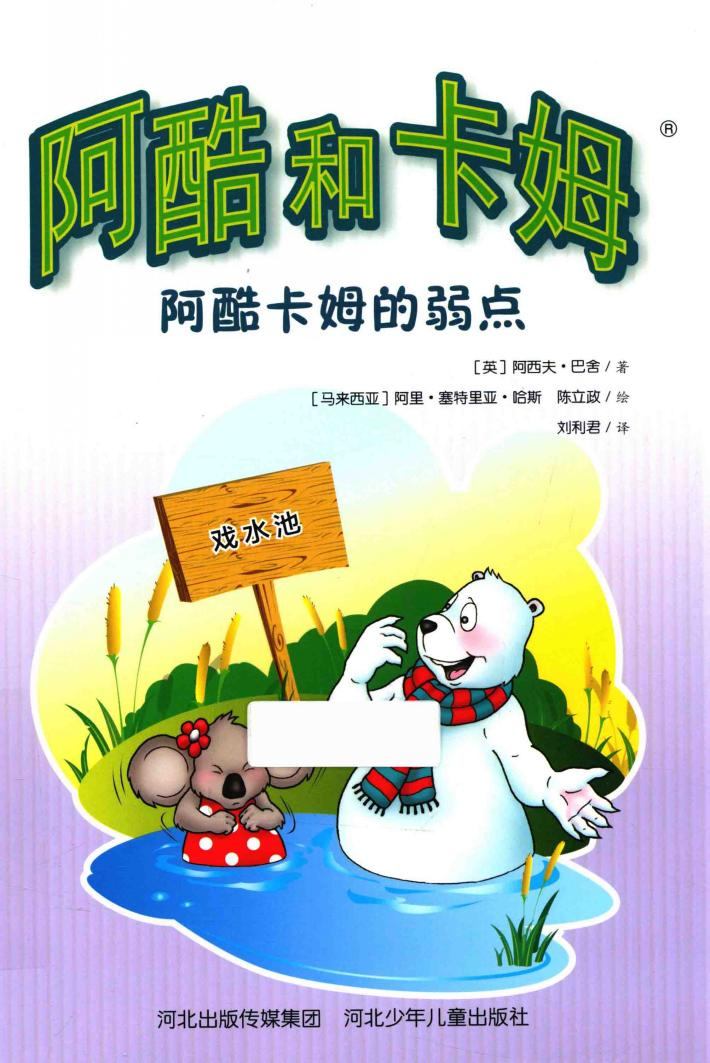 阿酷和卡姆®
阿酷卡姆的弱点
[英]阿西夫·巴舍/著
[马来西亚]阿里·塞特里亚·哈斯 陈立政/绘
刘利君/译
戏水池
河北出版传媒集团 河北少年儿童出版社